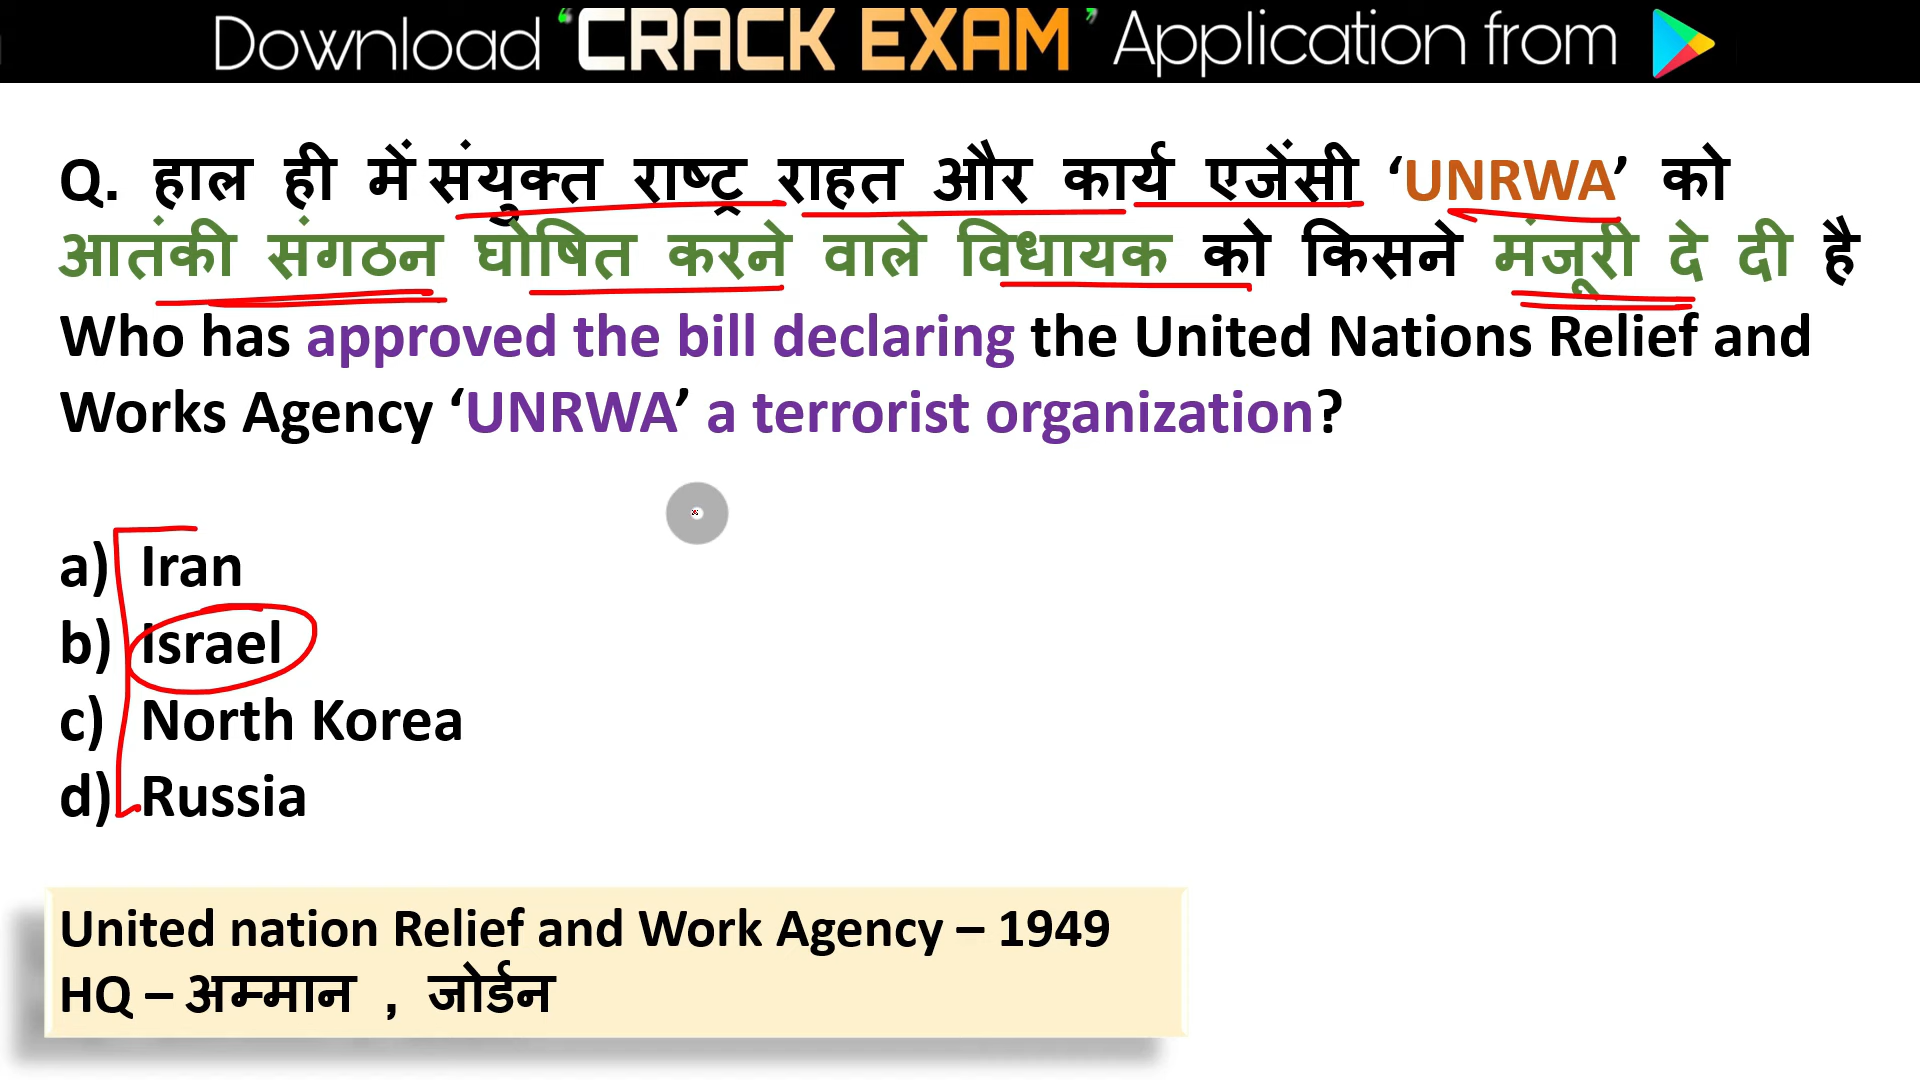 Download ‘CRACK EXAM’ Application from
Q. हाल ही में संयुक्त राष्ट्र राहत और कार्य एजेंसी ‘UNRWA’ को
आतंकी संगठन घोषित करने वाले विधायक को किसने मंजूरी दे दी है
Who has approved the bill declaring the United Nations Relief and
Works Agency ‘UNRWA’ a terrorist organization?
a) Iran
b) Israel
c) North Korea
d) Russia
United nation Relief and Work Agency – 1949
HQ – अम्मान , जोर्डन